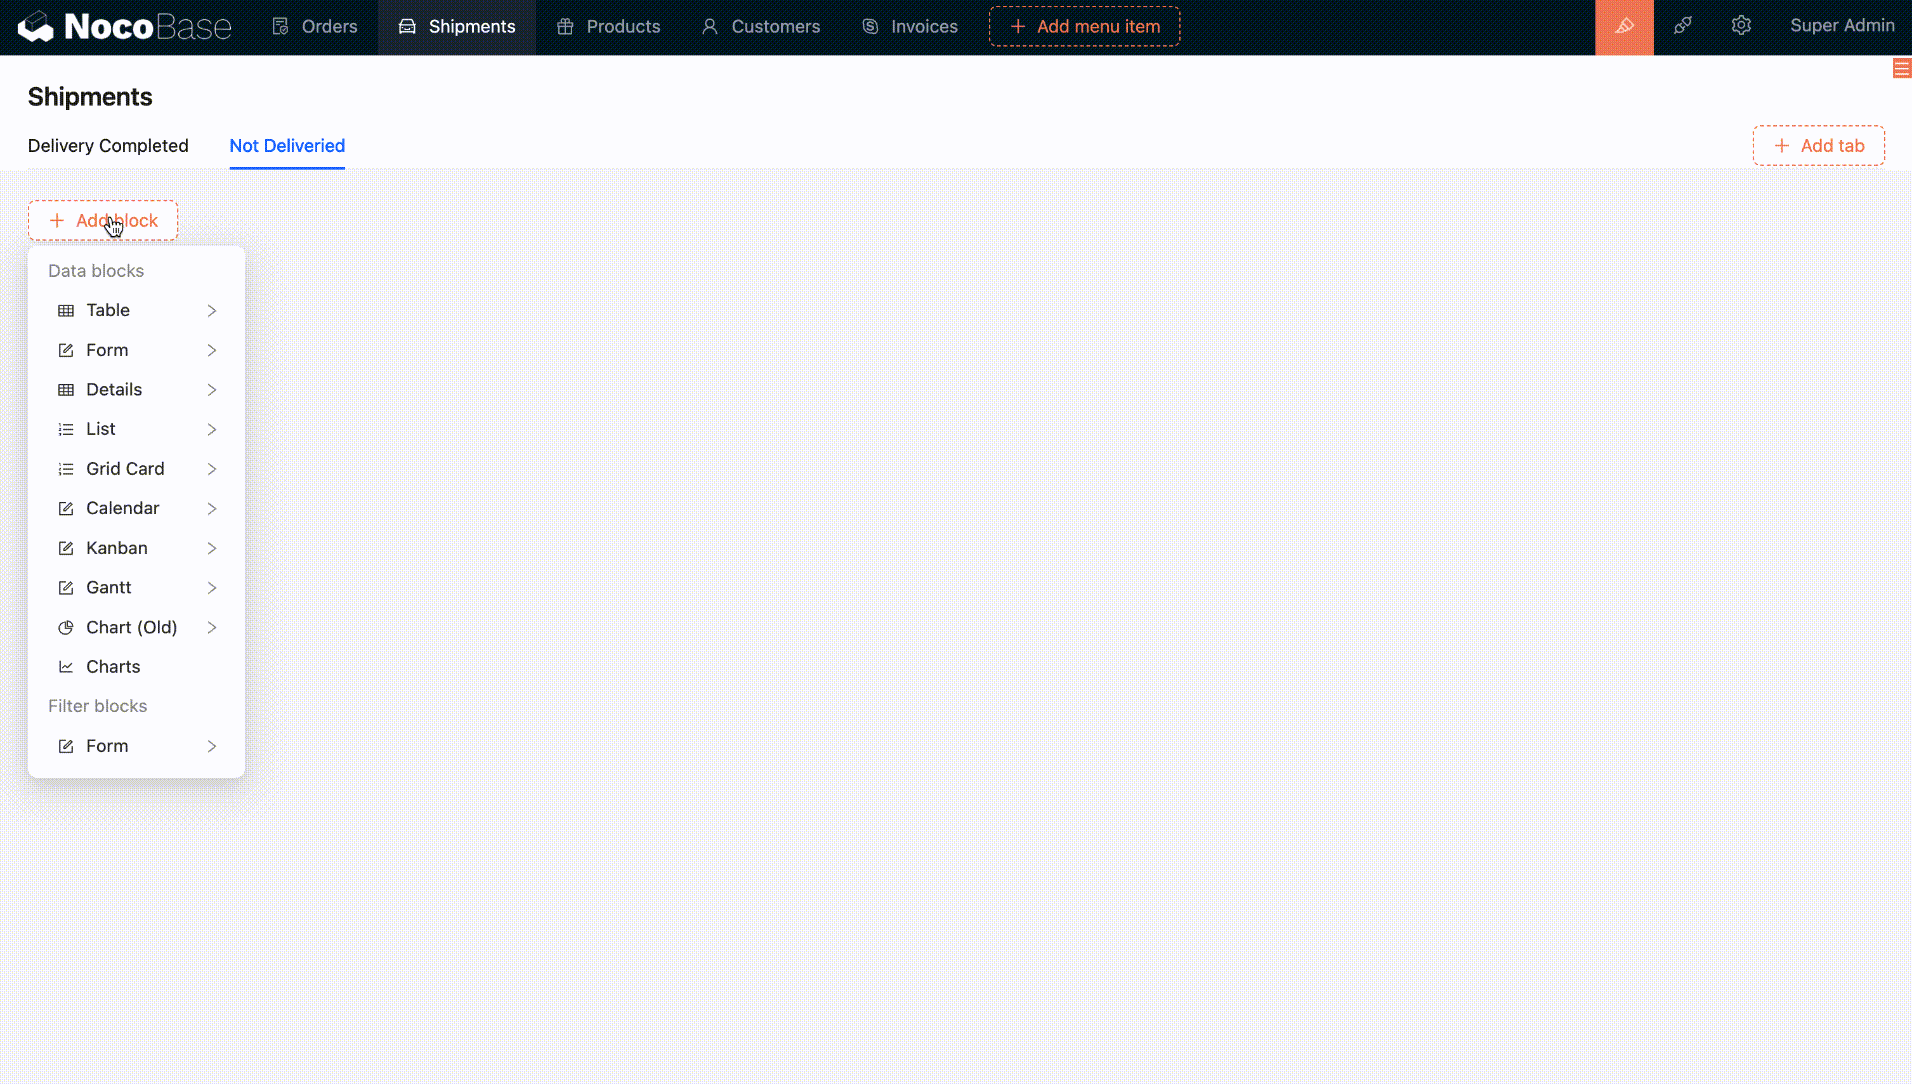 NocoBase Orders Shipments Products Customers Invoices Add menu item Super Admin
Shipments
Delivery Completed Not Deliveried Add tab
Add block
Data blocks
Table
Form
Details
List
Grid Card
Calendar
Kanban
Gantt
Chart (Old)
Charts
Filter blocks
Form